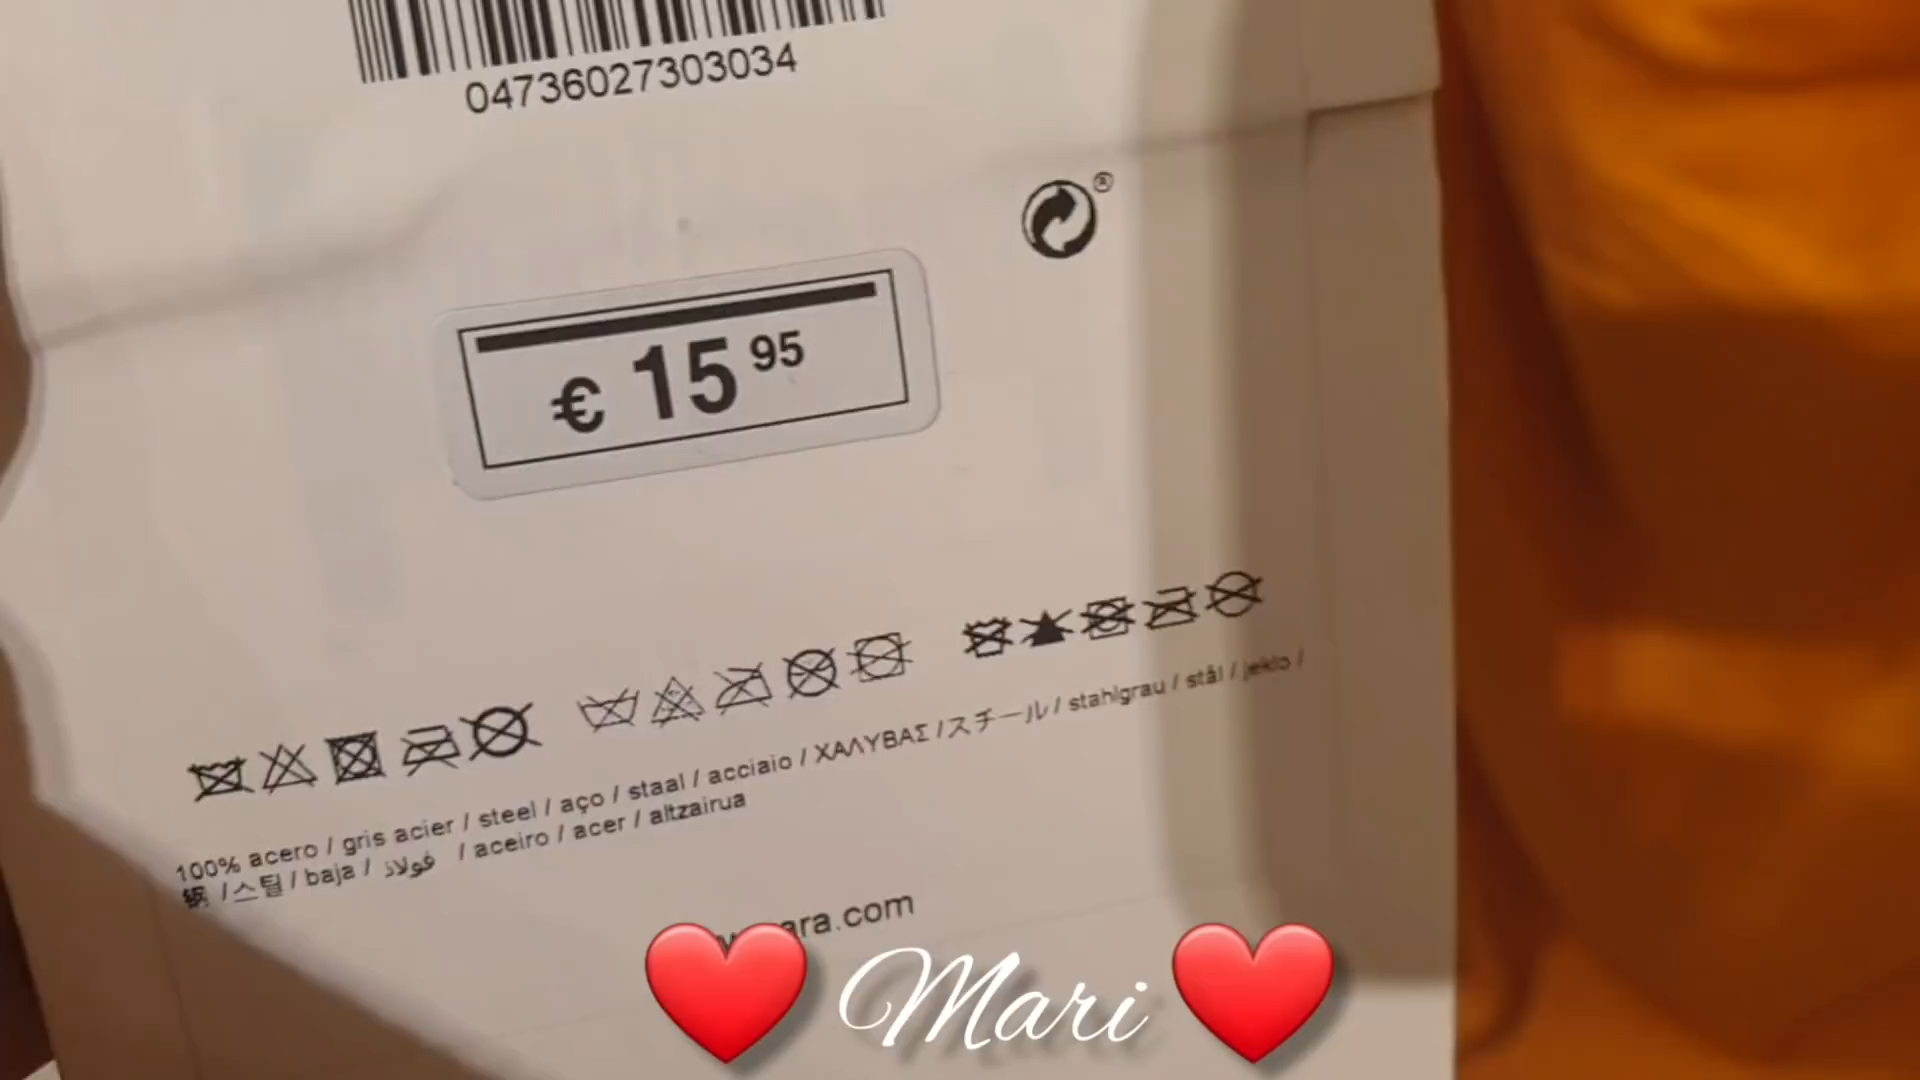 04736027303034
®
€ 15 95
100% acero / gris acier / steel / aço / staal / acciaio / ΧΑΛΥΒΑΣ / スチール / stahlgrau / stål / jeklo /
/ 스틸 / baja / فولاذ / aceiro / acer / altzairua
ara.com
Mari